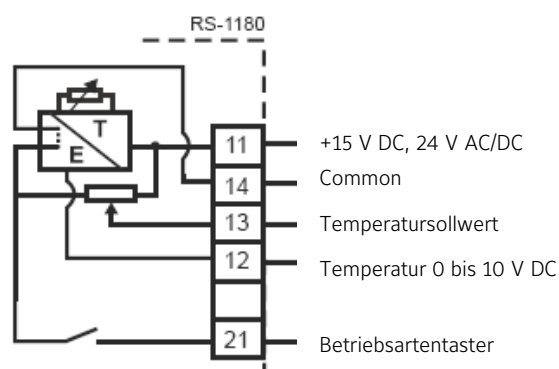 RS-1180
T
E
11 +15 V DC, 24 V AC/DC
14 Common
13 Temperatursollwert
12 Temperatur 0 bis 10 V DC
21 Betriebsartentaster